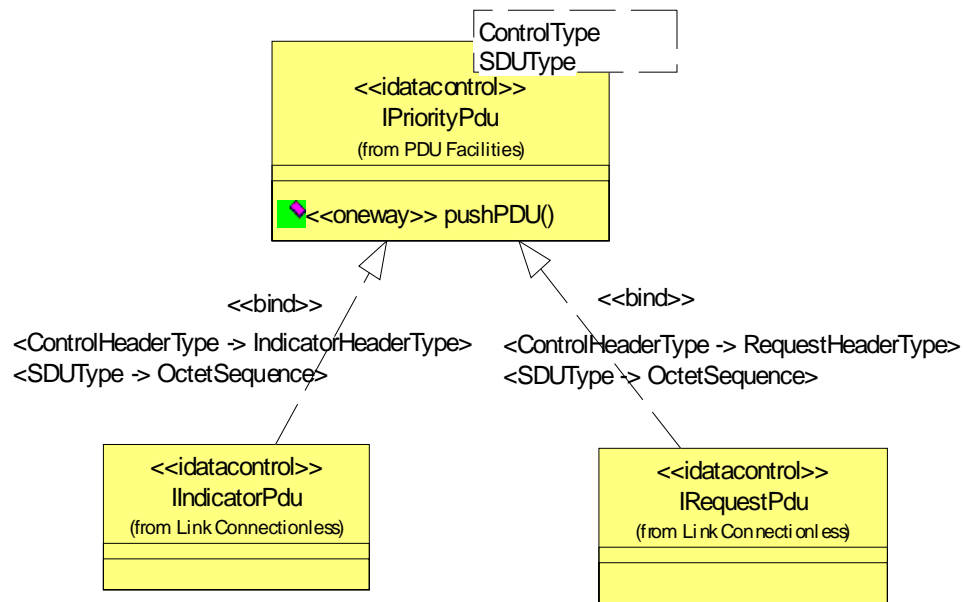 ControlType
SDUType
<<idatacontrol>>
IPriorityPdu
(from PDU Facilities)
<<oneway>> pushPDU()
<<bind>>
<ControlHeaderType -> IndicatorHeaderType>
<SDUType -> OctetSequence>
<<bind>>
<ControlHeaderType -> RequestHeaderType>
<SDUType -> OctetSequence>
<<idatacontrol>>
IIndicatorPdu
(from Link Connectionless)
<<idatacontrol>>
IRequestPdu
(from Link Connectionless)